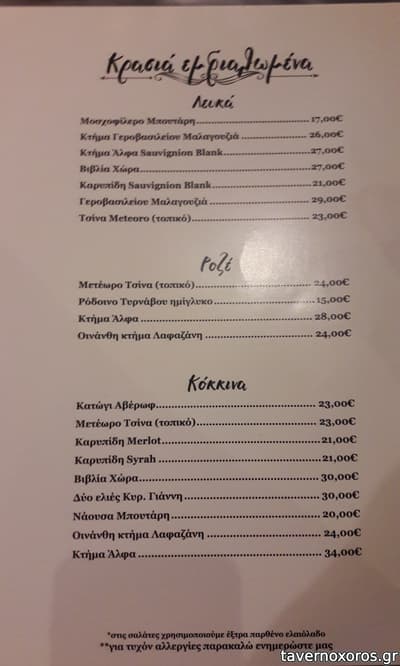 Κρασιά εμφιαλωμένα
Λευκά
Μοσχοφίλερο Μπουτάρη........17,00€
Κτήμα Γεροβασιλείου Μαλαγουζιά........26,00€
Κτήμα Άλφα Sauvignion Blank........27,00€
Βιβλία Χώρα........27,00€
Καρυπίδη Sauvignion Blank........21,00€
Γεροβασιλείου Μαλαγουζιά........29,00€
Τσίνα Meteoro (τοπικό)........23,00€
Ροζέ
Μετέωρο Τσίνα (τοπικό)........24,00€
Ρόδοινο Τυρνάβου ημίγλυκο........15,00€
Κτήμα Άλφα........28,00€
Οινάνθη κτήμα Λαφαζάνη........24,00€
Κόκκινα
Κατώγι Αβέρωφ........23,00€
Μετέωρο Τσίνα (τοπικό)........23,00€
Καρυπίδη Merlot........21,00€
Καρυπίδη Syrah........21,00€
Βιβλία Χώρα........30,00€
Δύο ελιές Κυρ. Γιάννη........30,00€
Νάουσα Μπουτάρη........20,00€
Οινάνθη κτήμα Λαφαζάνη........24,00€
Κτήμα Άλφα........34,00€
*στις σαλάτες χρησιμοποιούμε έξτρα παρθένο ελαιόλαδο
**για τυχόν αλλεργίες παρακαλώ ενημερώστε μας
tavernoxoros.gr